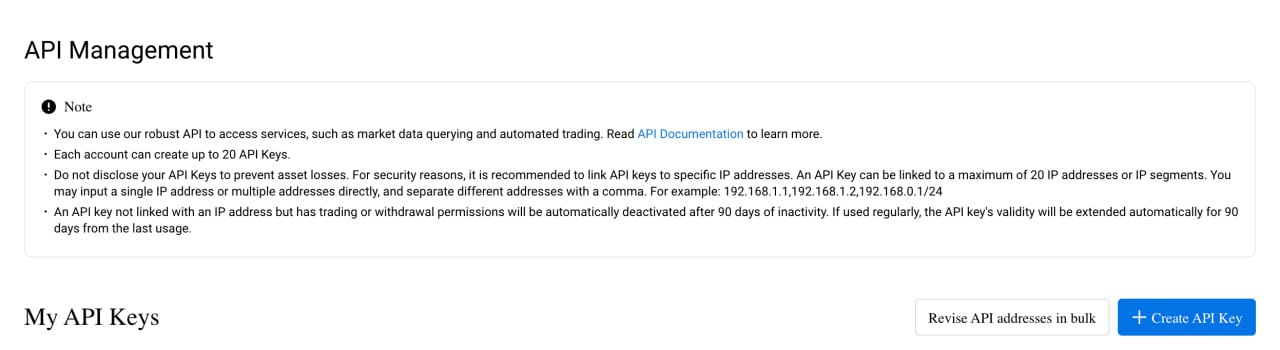 API Management
Note
· You can use our robust API to access services, such as market data querying and automated trading. Read API Documentation to learn more.
· Each account can create up to 20 API Keys.
· Do not disclose your API Keys to prevent asset losses. For security reasons, it is recommended to link API keys to specific IP addresses. An API Key can be linked to a maximum of 20 IP addresses or IP segments. You
may input a single IP address or multiple addresses directly, and separate different addresses with a comma. For example: 192.168.1.1,192.168.1.2,192.168.0.1/24
· An API key not linked with an IP address but has trading or withdrawal permissions will be automatically deactivated after 90 days of inactivity. If used regularly, the API key's validity will be extended automatically for 90
days from the last usage.
My API Keys
Revise API addresses in bulk
Create API Key